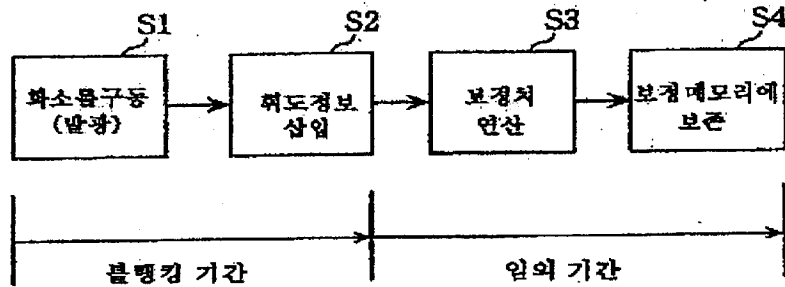 S1
S2
S3
S4
화소를구동
(발광)
휘도정보
삽입
보정치
연산
보정메모리에
보존
블랭킹 기간
임의 기간